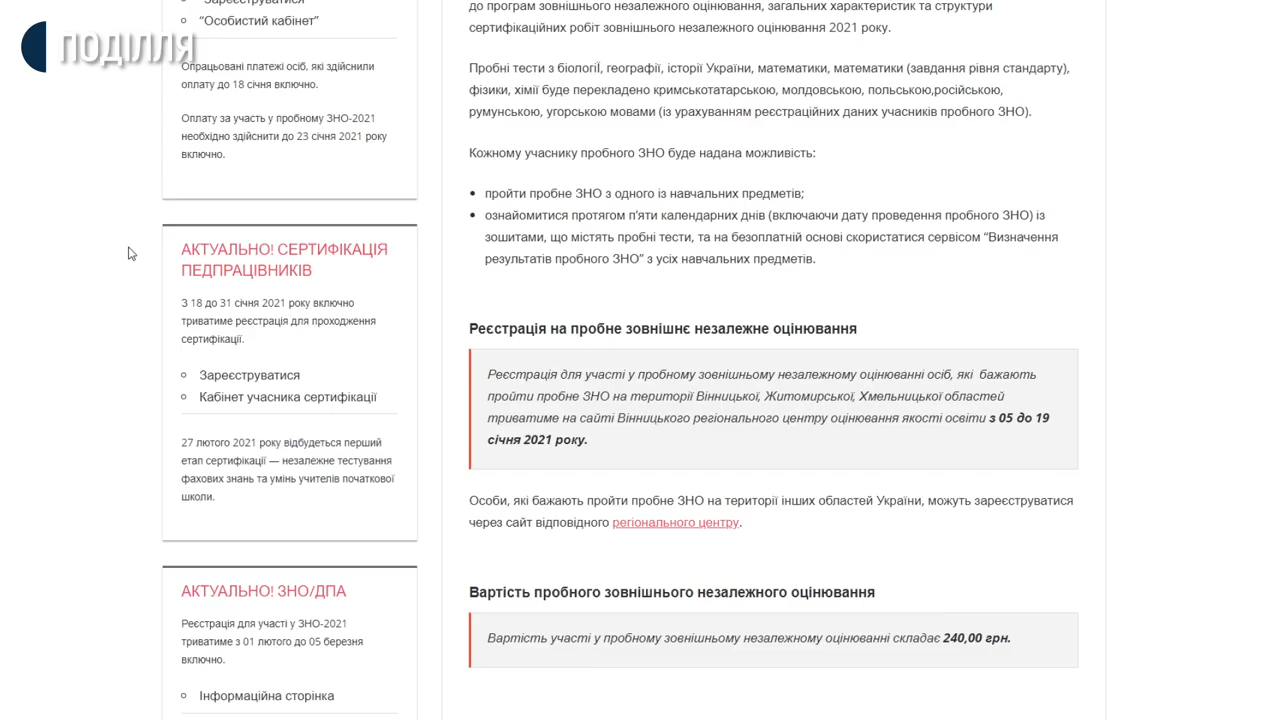 ПОДІЛЛЯ
Зареєструватися
“Особистий кабінет”
Опрацьовані платежі осіб, які здійснили
оплату до 18 січня включно.
Оплату за участь у пробному ЗНО-2021
необхідно здійснити до 23 січня 2021 року
включно.
АКТУАЛЬНО! СЕРТИФІКАЦІЯ
ПЕДПРАЦІВНИКІВ
З 18 до 31 січня 2021 року включно
триватиме реєстрація для проходження
сертифікації.
Зареєструватися
Кабінет учасника сертифікації
27 лютого 2021 року відбудеться перший
етап сертифікації — незалежне тестування
фахових знань та умінь учителів початкової
школи.
АКТУАЛЬНО! ЗНО/ДПА
Реєстрація для участі у ЗНО-2021
триватиме з 01 лютого до 05 березня
включно.
Інформаційна сторінка
до програм зовнішнього незалежного оцінювання, загальних характеристик та структури
сертифікаційних робіт зовнішнього незалежного оцінювання 2021 року.
Пробні тести з біології, географії, історії України, математики, математики (завдання рівня стандарту),
фізики, хімії буде перекладено кримськотатарською, молдовською, польською,російською,
румунською, угорською мовами (із урахуванням реєстраційних даних учасників пробного ЗНО).
Кожному учаснику пробного ЗНО буде надана можливість:
пройти пробне ЗНО з одного із навчальних предметів;
ознайомитися протягом п’яти календарних днів (включаючи дату проведення пробного ЗНО) із
зошитами, що містять пробні тести, та на безоплатній основі скористатися сервісом “Визначення
результатів пробного ЗНО” з усіх навчальних предметів.
Реєстрація на пробне зовнішнє незалежне оцінювання
Реєстрація для участі у пробному зовнішньому незалежному оцінюванні осіб, які бажають
пройти пробне ЗНО на території Вінницької, Житомирської, Хмельницької областей
триватиме на сайті Вінницького регіонального центру оцінювання якості освіти з 05 до 19
січня 2021 року.
Особи, які бажають пройти пробне ЗНО на території інших областей України, можуть зареєструватися
через сайт відповідного регіонального центру.
Вартість пробного зовнішнього незалежного оцінювання
Вартість участі у пробному зовнішньому незалежному оцінюванні складає 240,00 грн.